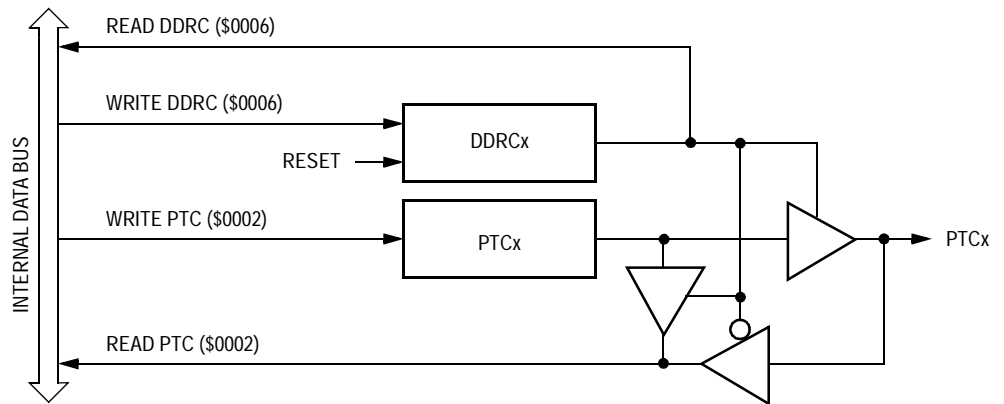 READ DDRC ($0006)
WRITE DDRC ($0006)
DDRCx
RESET
WRITE PTC ($0002)
PTCx
PTCx
INTERNAL DATA BUS
READ PTC ($0002)